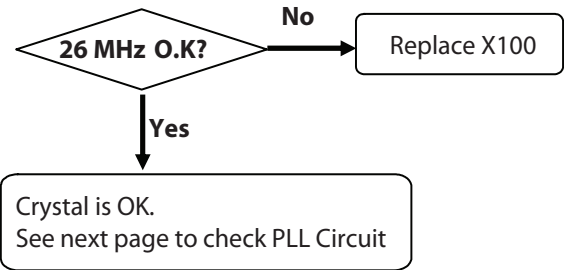 No
26 MHz O.K?
Replace X100
Yes
Crystal is OK.
See next page to check PLL Circuit